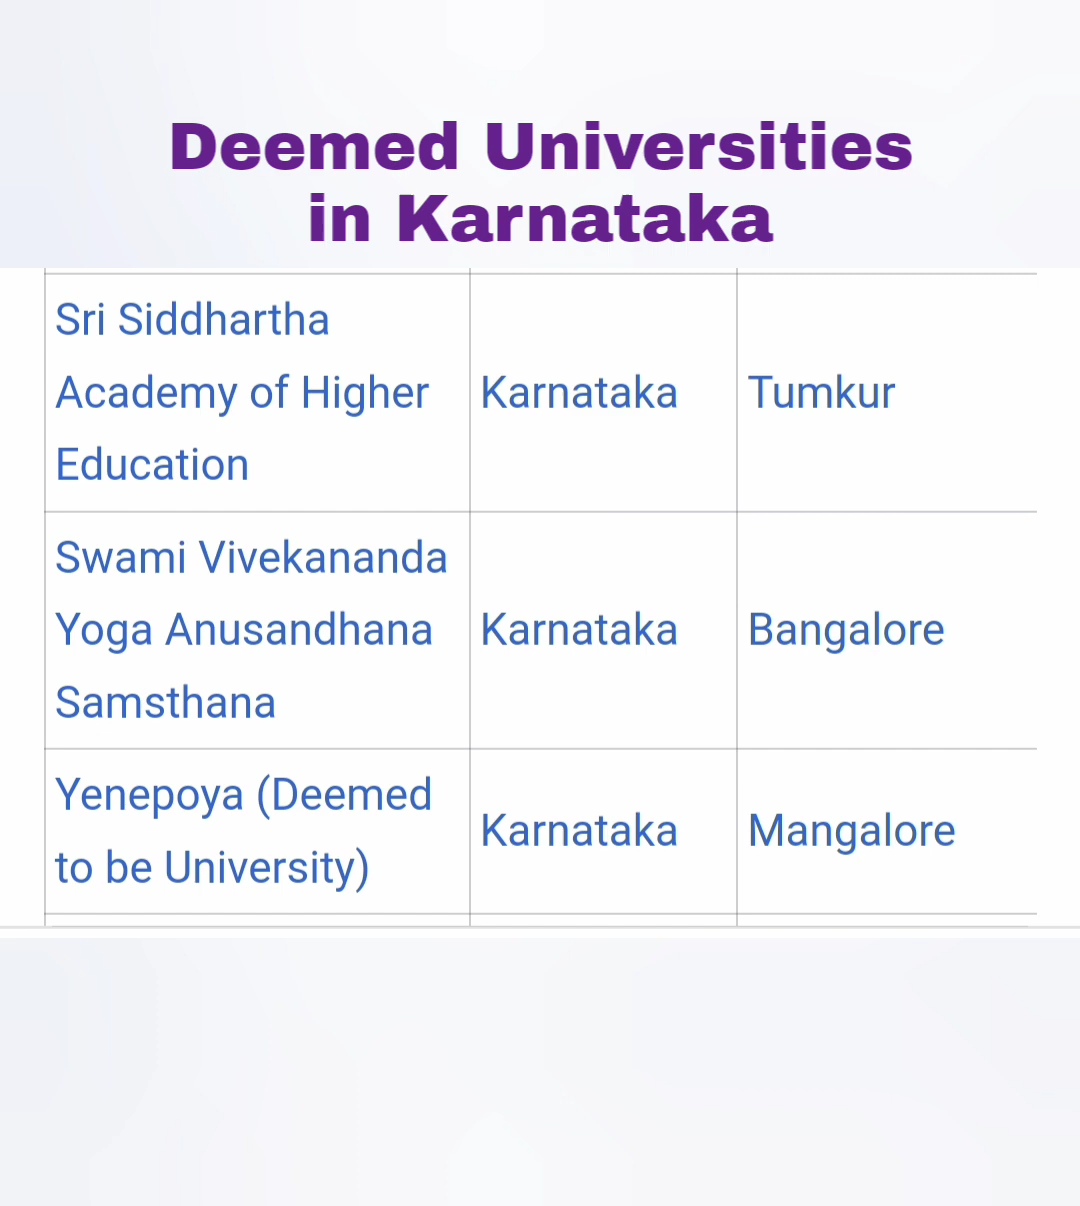 Deemed Universities
in Karnataka
Sri Siddhartha
Academy of Higher
Education
Karnataka
Tumkur
Swami Vivekananda
Yoga Anusandhana
Samsthana
Karnataka
Bangalore
Yenepoya (Deemed
to be University)
Karnataka
Mangalore